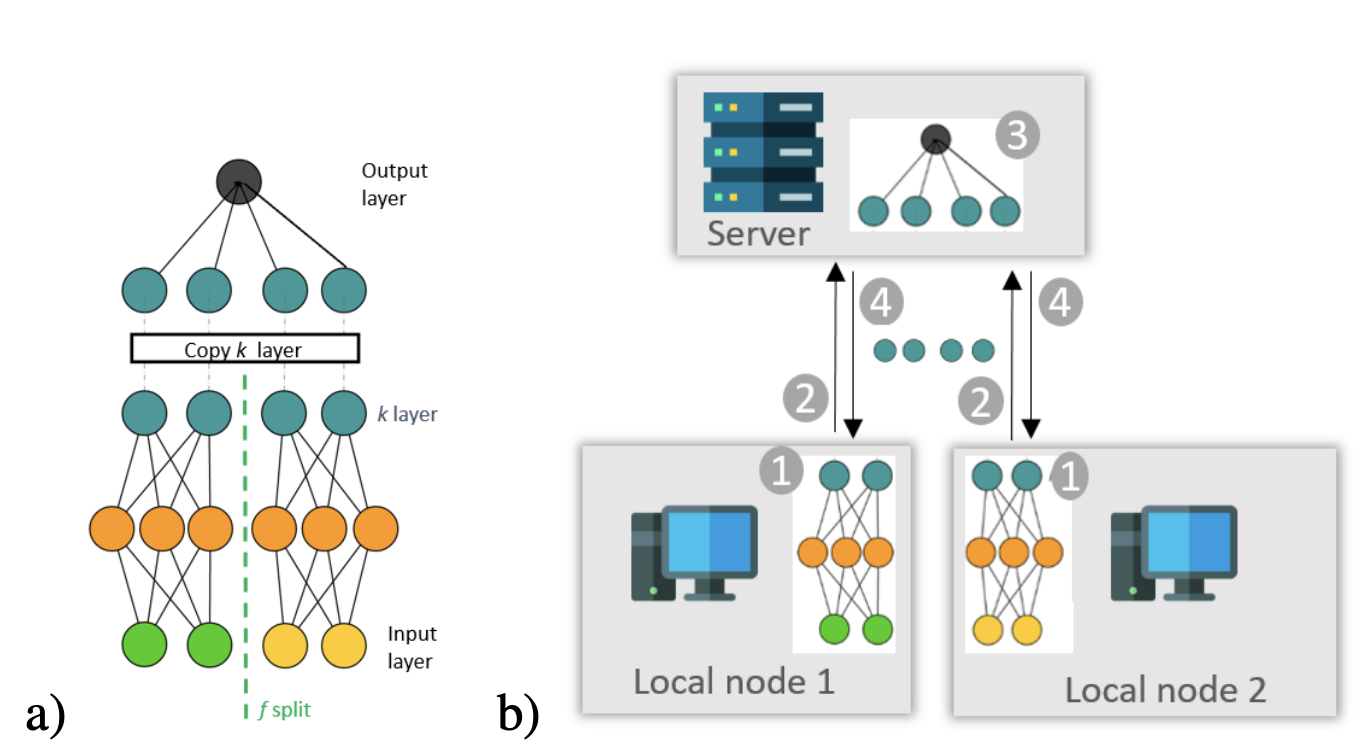 Output
layer
Copy k layer
k layer
Input
layer
f split
a)
3
Server
4
4
2
2
1
1
Local node 1
Local node 2
b)